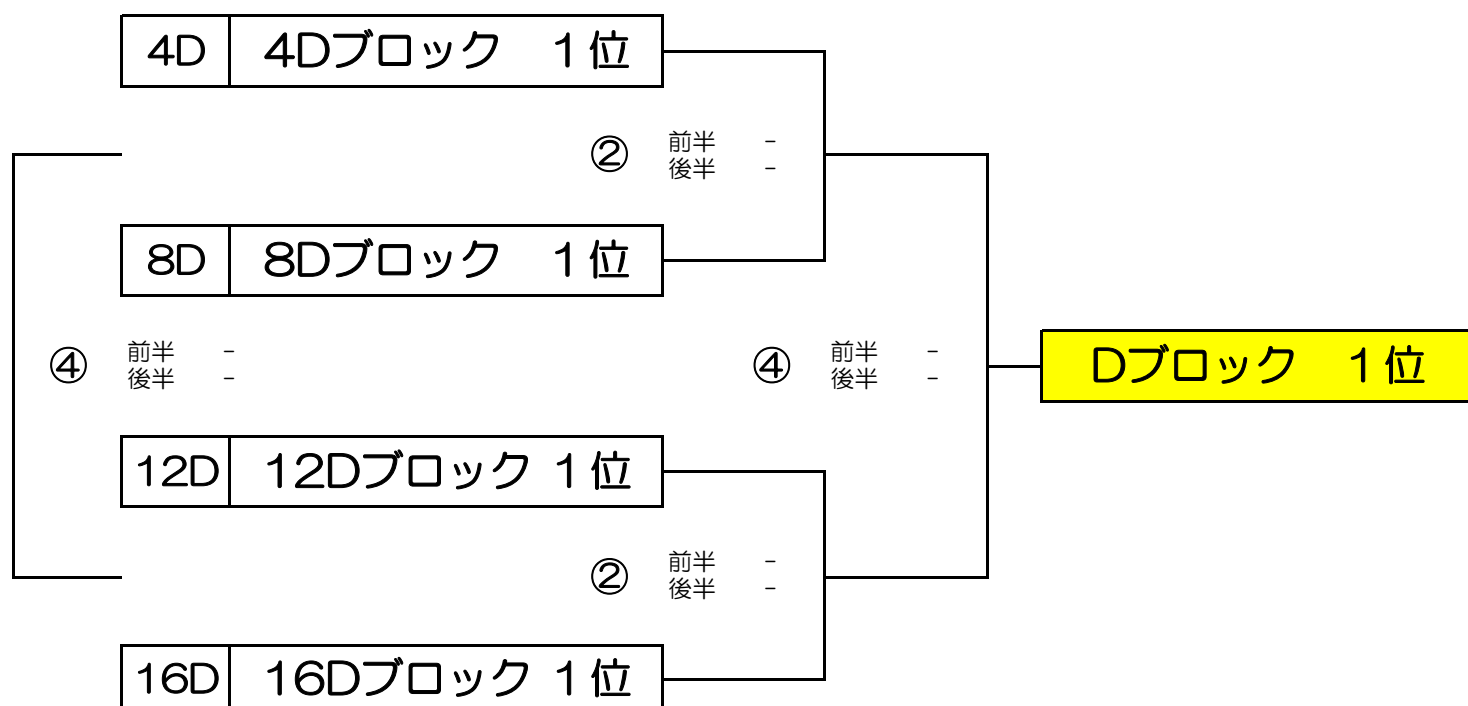 4D 4Dブロック　１位
② 前半 -
後半 -
8D 8Dブロック　１位
④ 前半 -
後半 -
④ 前半 -
後半 -
Dブロック　１位
12D 12Dブロック １位
② 前半 -
後半 -
16D 16Dブロック １位